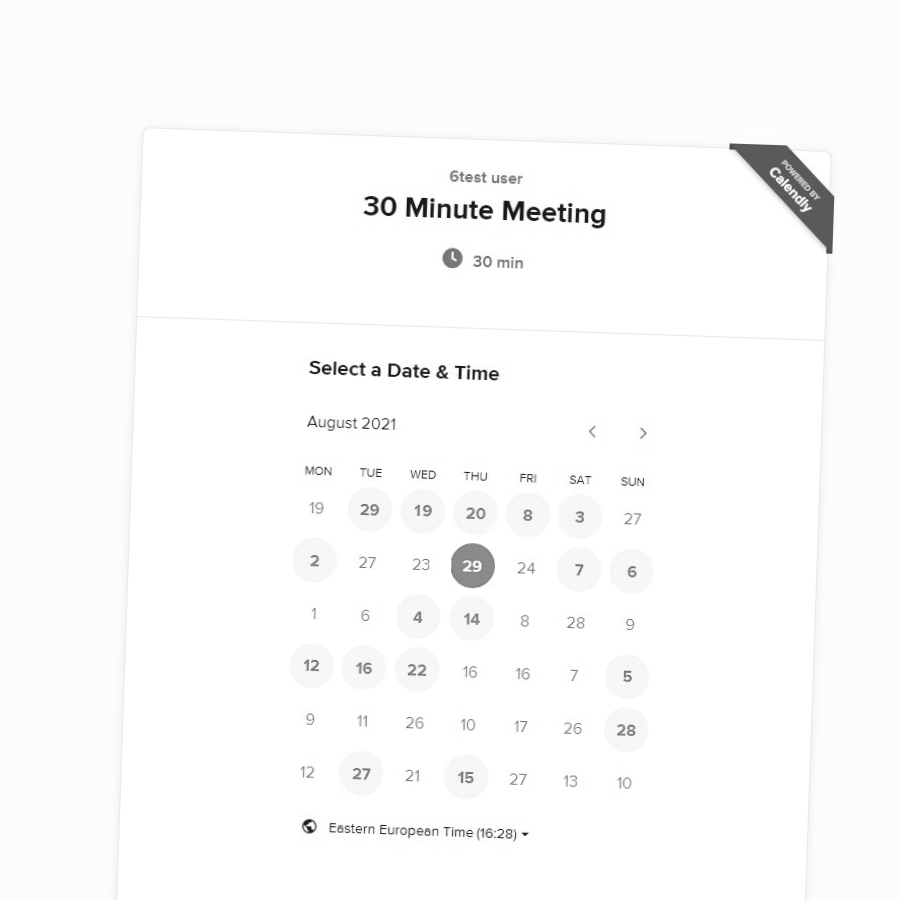 POWERED BY
Calendly
6test user
30 Minute Meeting
30 min
Select a Date & Time
August 2021
MON TUE WED THU FRI SAT SUN
19 29 19 20 8 3 27
2 27 23 29 24 7 6
1 6 4 14 8 28 9
12 16 22 16 16 7 5
9 11 26 10 17 26 28
12 27 21 15 27 13 10
Eastern European Time (16:28)